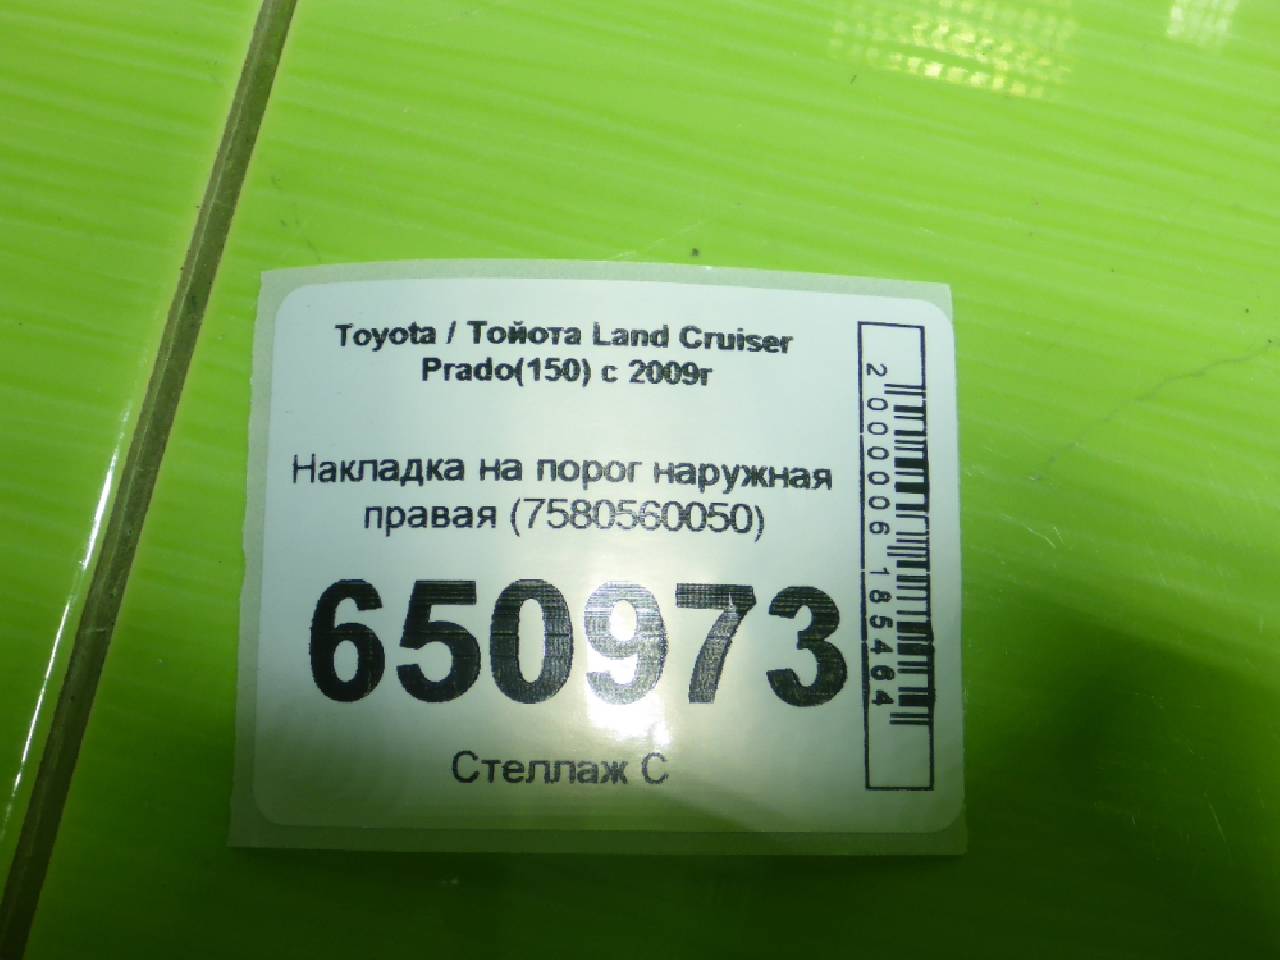 Toyota / Тойота Land Cruiser
Prado(150) с 2009г
Накладка на порог наружная
правая (7580560050)
650973
Стеллаж С
2000006185464